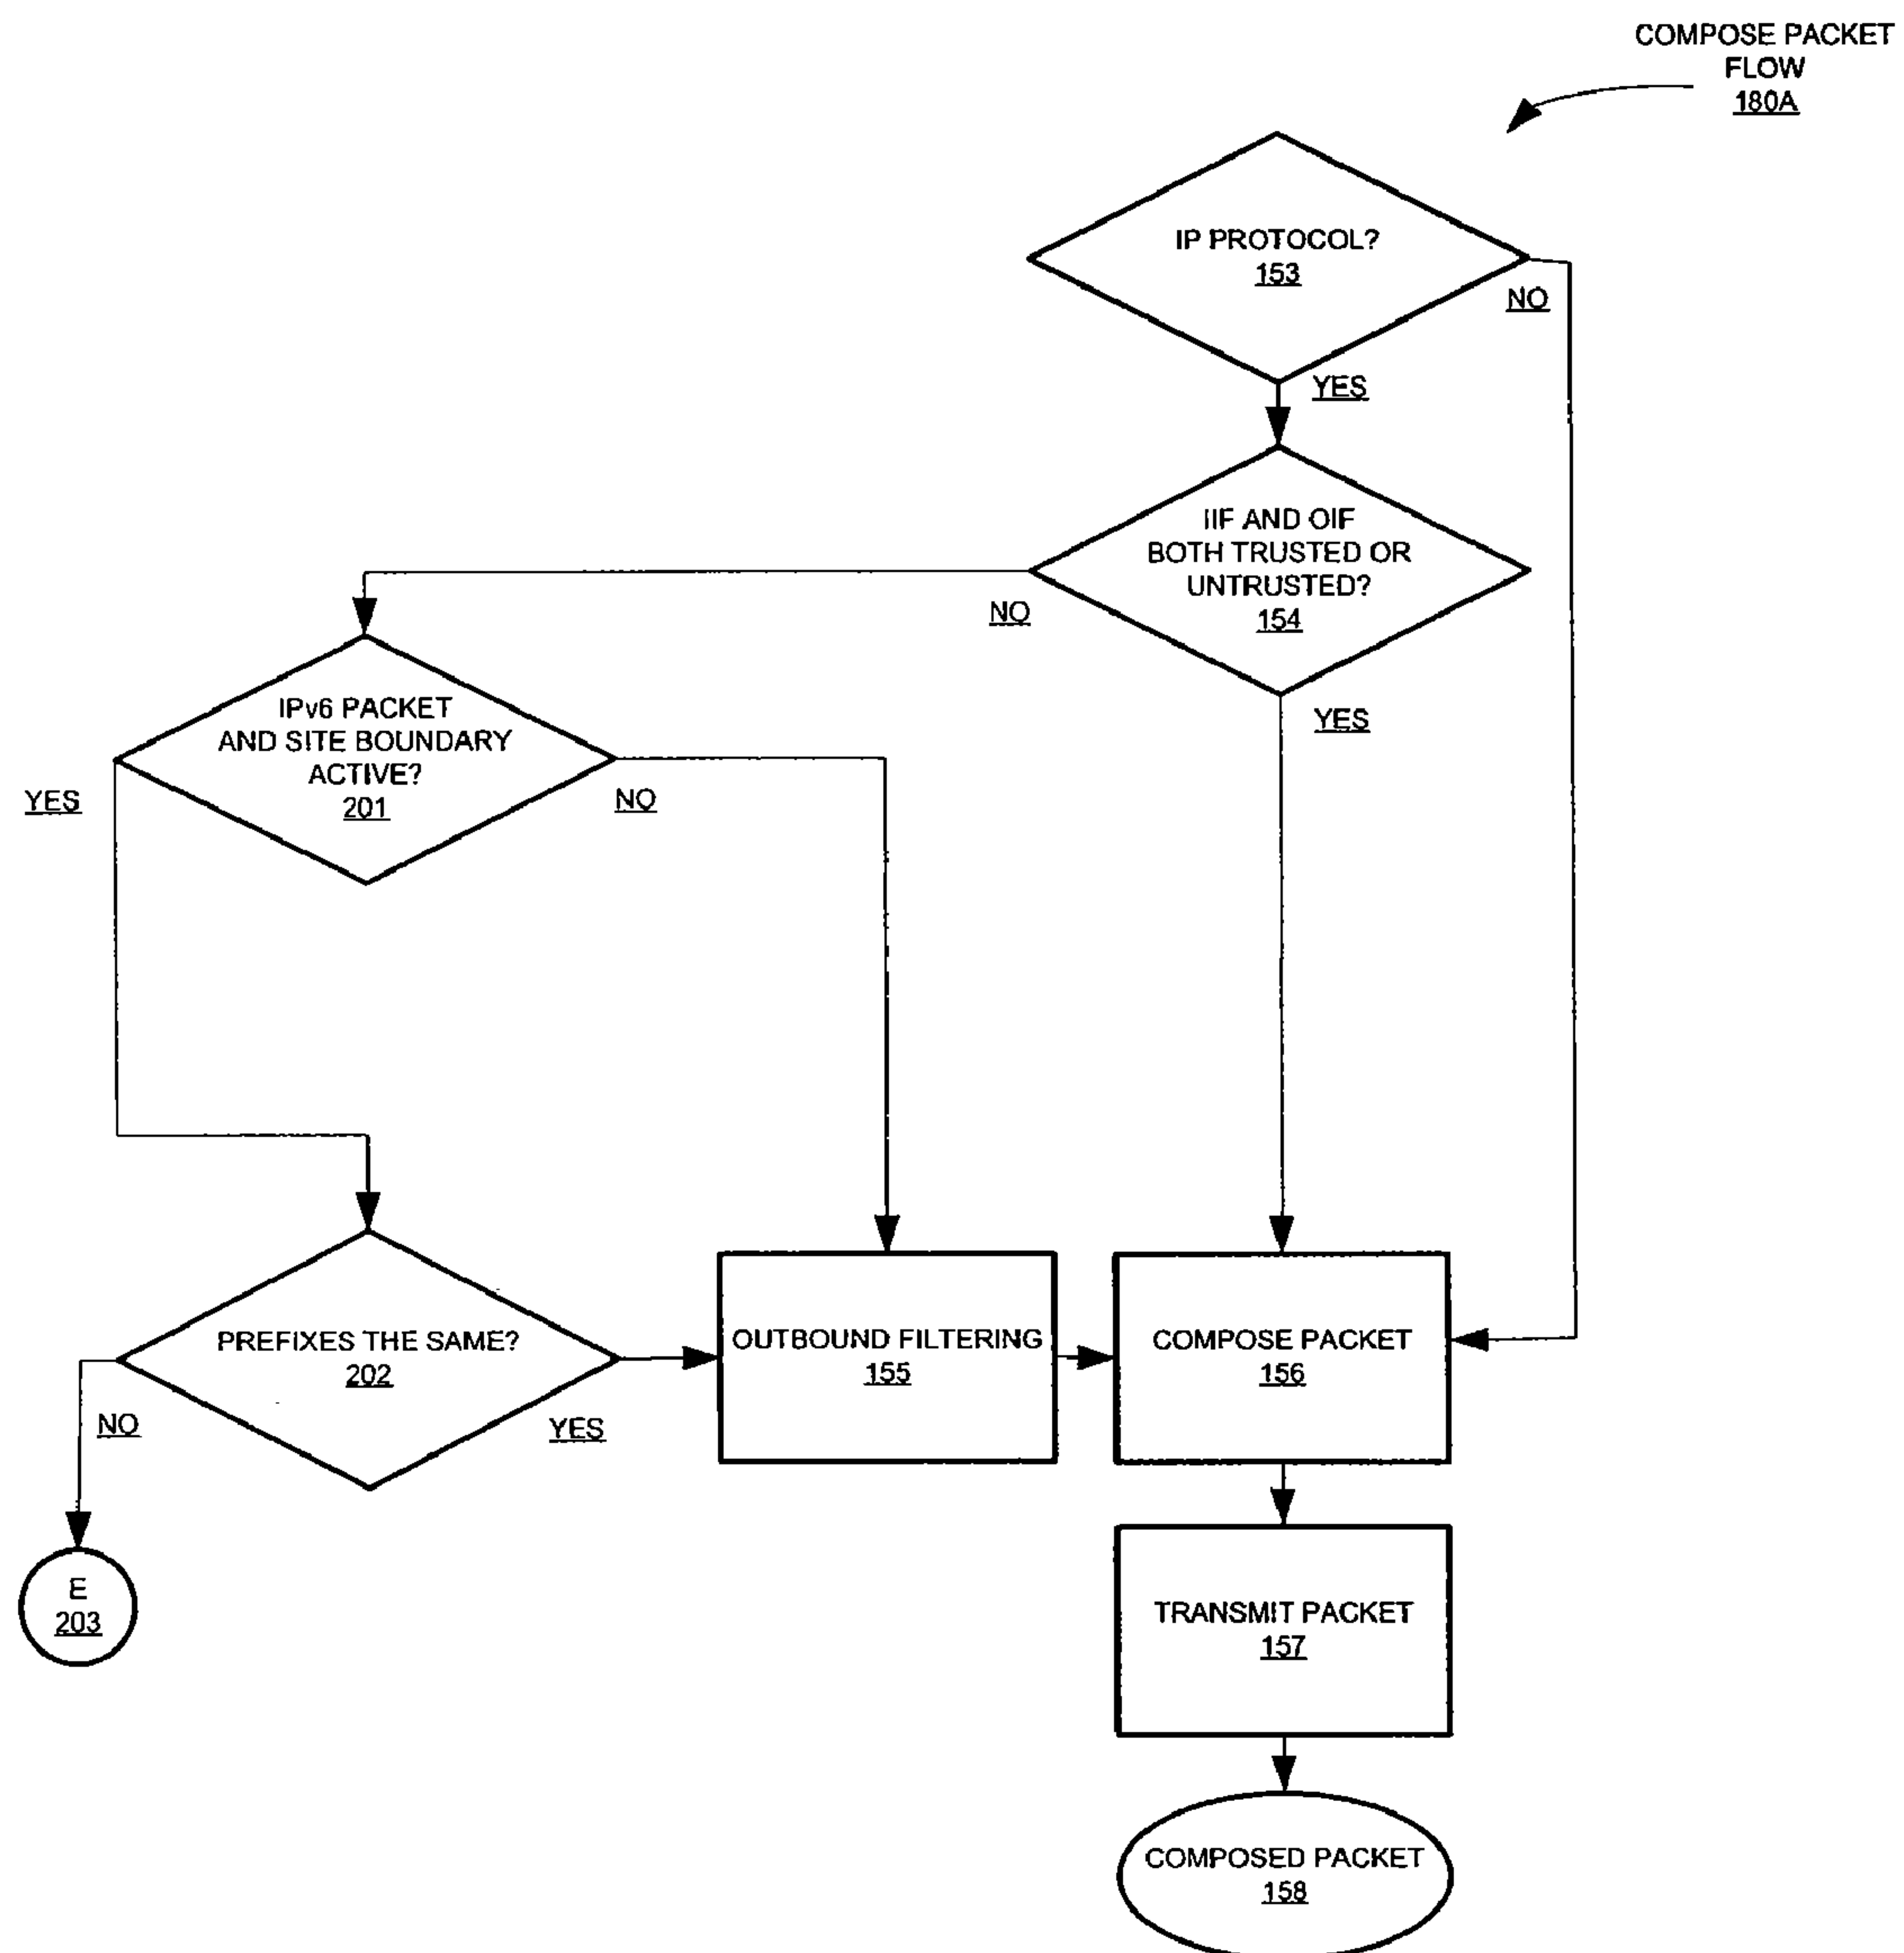 COMPOSE PACKET
FLOW
180A
IP PROTOCOL?
153
NO
YES
IIF AND OIF
BOTH TRUSTED OR
UNTRUSTED?
154
NO
YES
IPv6 PACKET
AND SITE BOUNDARY
ACTIVE?
201
YES
NO
PREFIXES THE SAME?
202
NO
YES
OUTBOUND FILTERING
155
COMPOSE PACKET
156
E
203
TRANSMIT PACKET
157
COMPOSED PACKET
158